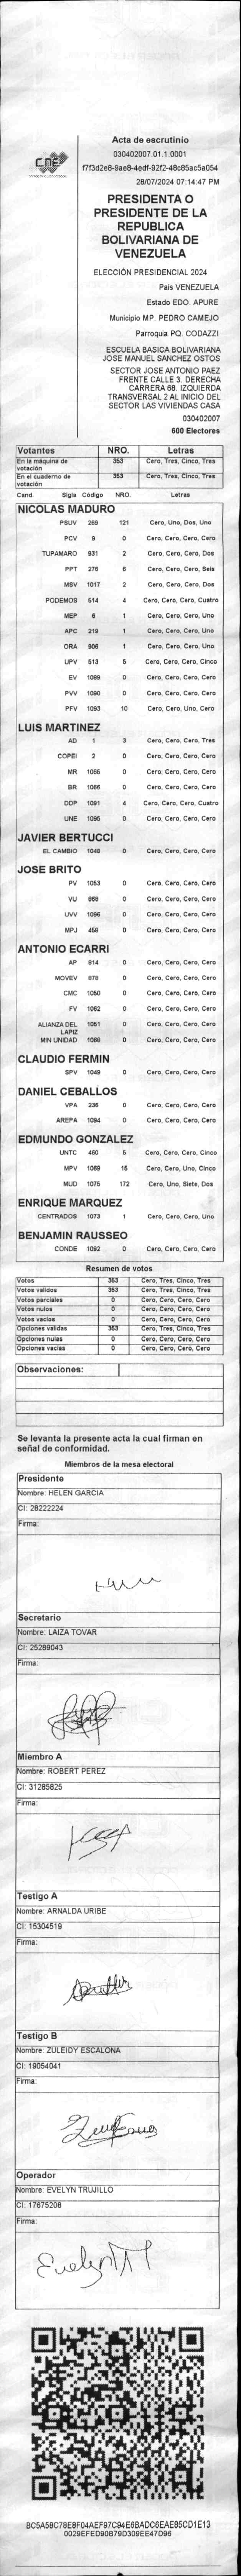 Acta de escrutinio
030402007.01.1.0001
f7f3d2e8-9ae8-4edf-92f2-48c85ac5a054
28/07/2024 07:14:47 PM
CNE
PRESIDENTA O
PRESIDENTE DE LA
REPUBLICA
BOLIVARIANA DE
VENEZUELA
ELECCIÓN PRESIDENCIAL 2024
País VENEZUELA
Estado EDO. APURE
Municipio MP. PEDRO CAMEJO
Parroquia PQ. CODAZZI
ESCUELA BASICA BOLIVARIANA
JOSE MANUEL SANCHEZ OSTOS
SECTOR JOSE ANTONIO PAEZ
FRENTE CALLE 3. DERECHA
CARRERA 68. IZQUIERDA
TRANSVERSAL 2 AL INICIO DEL
SECTOR LAS VIVIENDAS CASA
030402007
600 Electores
Votantes NRO. Letras
En la máquina de votación 353 Cero, Tres, Cinco, Tres
En el cuaderno de votación 353 Cero, Tres, Cinco, Tres
Cand. Sigla Código NRO. Letras
NICOLAS MADURO
PSUV 269 121 Cero, Uno, Dos, Uno
PCV 9 0 Cero, Cero, Cero, Cero
TUPAMARO 931 2 Cero, Cero, Cero, Dos
PPT 276 6 Cero, Cero, Cero, Seis
MSV 1017 2 Cero, Cero, Cero, Dos
PODEMOS 514 4 Cero, Cero, Cero, Cuatro
MEP 6 1 Cero, Cero, Cero, Uno
APC 219 1 Cero, Cero, Cero, Uno
ORA 906 1 Cero, Cero, Cero, Uno
UPV 513 5 Cero, Cero, Cero, Cinco
EV 1089 0 Cero, Cero, Cero, Cero
PVV 1090 0 Cero, Cero, Cero, Cero
PFV 1093 10 Cero, Cero, Uno, Cero
LUIS MARTINEZ
AD 1 3 Cero, Cero, Cero, Tres
COPEI 2 0 Cero, Cero, Cero, Cero
MR 1065 0 Cero, Cero, Cero, Cero
BR 1066 0 Cero, Cero, Cero, Cero
DDP 1091 4 Cero, Cero, Cero, Cuatro
UNE 1095 0 Cero, Cero, Cero, Cero
JAVIER BERTUCCI
EL CAMBIO 1048 0 Cero, Cero, Cero, Cero
JOSE BRITO
PV 1053 0 Cero, Cero, Cero, Cero
VU 868 0 Cero, Cero, Cero, Cero
UVV 1096 0 Cero, Cero, Cero, Cero
MPJ 458 0 Cero, Cero, Cero, Cero
ANTONIO ECARRI
AP 814 0 Cero, Cero, Cero, Cero
MOVEV 878 0 Cero, Cero, Cero, Cero
CMC 1050 0 Cero, Cero, Cero, Cero
FV 1052 0 Cero, Cero, Cero, Cero
ALIANZA DEL LAPIZ 1051 0 Cero, Cero, Cero, Cero
MIN UNIDAD 1068 0 Cero, Cero, Cero, Cero
CLAUDIO FERMIN
SPV 1049 0 Cero, Cero, Cero, Cero
DANIEL CEBALLOS
VPA 236 0 Cero, Cero, Cero, Cero
AREPA 1094 0 Cero, Cero, Cero, Cero
EDMUNDO GONZALEZ
UNTC 460 5 Cero, Cero, Cero, Cinco
MPV 1069 15 Cero, Cero, Uno, Cinco
MUD 1075 172 Cero, Uno, Siete, Dos
ENRIQUE MARQUEZ
CENTRADOS 1073 1 Cero, Cero, Cero, Uno
BENJAMIN RAUSSEO
CONDE 1092 0 Cero, Cero, Cero, Cero
Resumen de votos
Votos 353 Cero, Tres, Cinco, Tres
Votos validos 353 Cero, Tres, Cinco, Tres
Votos parciales 0 Cero, Cero, Cero, Cero
Votos nulos 0 Cero, Cero, Cero, Cero
Votos vacios 0 Cero, Cero, Cero, Cero
Opciones validas 353 Cero, Tres, Cinco, Tres
Opciones nulas 0 Cero, Cero, Cero, Cero
Opciones vacias 0 Cero, Cero, Cero, Cero
Observaciones:
Se levanta la presente acta la cual firman en
señal de conformidad.
Miembros de la mesa electoral
Presidente
Nombre: HELEN GARCIA
CI: 28222224
Firma:
Secretario
Nombre: LAIZA TOVAR
CI: 25289043
Firma:
Miembro A
Nombre: ROBERT PEREZ
CI: 31285825
Firma:
Testigo A
Nombre: ARNALDA URIBE
CI: 15304519
Firma:
Testigo B
Nombre: ZULEIDY ESCALONA
CI: 19054041
Firma:
Operador
Nombre: EVELYN TRUJILLO
CI: 17675208
Firma:
Evelyn
BC5A58C78E8F04AEF97C94E6BADC6EAE95CD1E13
0029EFED90B79D309EE47D96